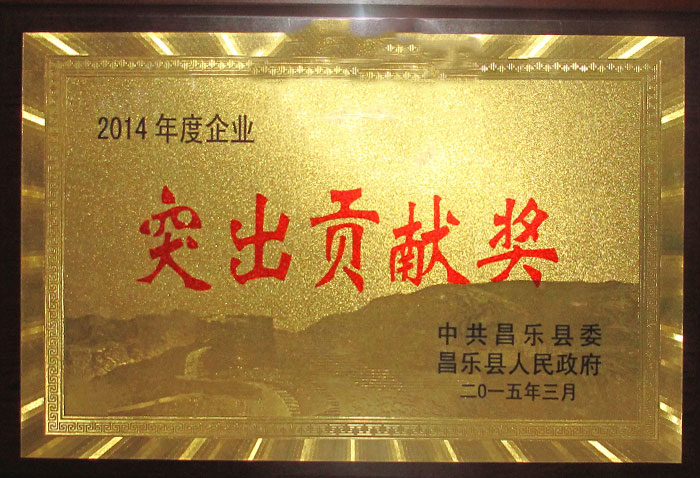 2014年度企业
突出贡献奖
中共昌乐县委
昌乐县人民政府
二〇一五年三月